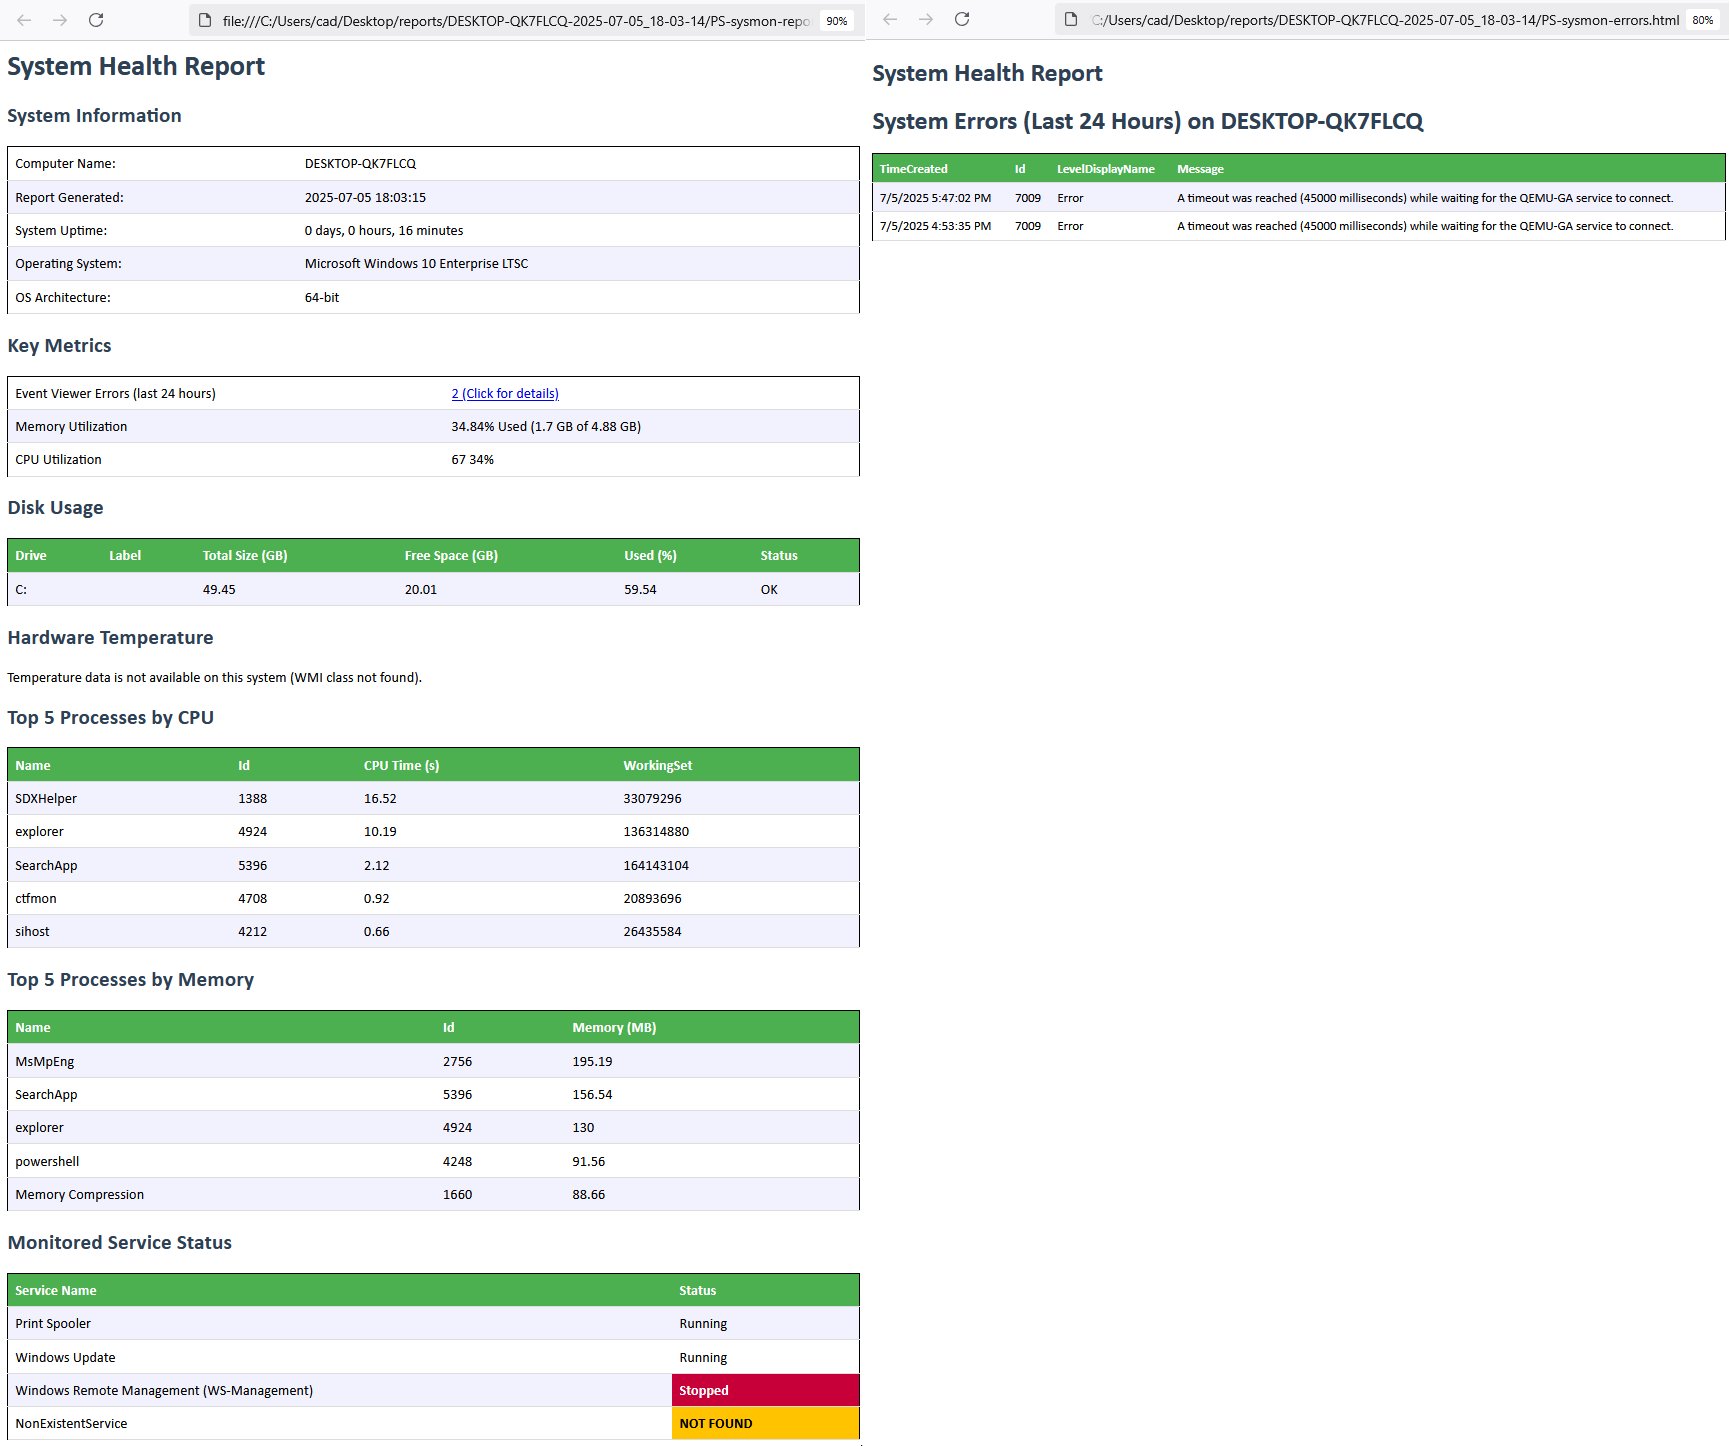 file:///C:/Users/cad/Desktop/reports/DESKTOP-QK7FLCQ-2025-07-05_18-03-14/PS-sysmon-repo
90%
System Health Report
System Information
Computer Name: DESKTOP-QK7FLCQ
Report Generated: 2025-07-05 18:03:15
System Uptime: 0 days, 0 hours, 16 minutes
Operating System: Microsoft Windows 10 Enterprise LTSC
OS Architecture: 64-bit
Key Metrics
Event Viewer Errors (last 24 hours) 2 (Click for details)
Memory Utilization 34.84% Used (1.7 GB of 4.88 GB)
CPU Utilization 67 34%
Disk Usage
Drive Label Total Size (GB) Free Space (GB) Used (%) Status
C: 49.45 20.01 59.54 OK
Hardware Temperature
Temperature data is not available on this system (WMI class not found).
Top 5 Processes by CPU
Name Id CPU Time (s) WorkingSet
SDXHelper 1388 16.52 33079296
explorer 4924 10.19 136314880
SearchApp 5396 2.12 164143104
ctfmon 4708 0.92 20893696
sihost 4212 0.66 26435584
Top 5 Processes by Memory
Name Id Memory (MB)
MsMpEng 2756 195.19
SearchApp 5396 156.54
explorer 4924 130
powershell 4248 91.56
Memory Compression 1660 88.66
Monitored Service Status
Service Name Status
Print Spooler Running
Windows Update Running
Windows Remote Management (WS-Management) Stopped
NonExistentService NOT FOUND
C:/Users/cad/Desktop/reports/DESKTOP-QK7FLCQ-2025-07-05_18-03-14/PS-sysmon-errors.html
80%
System Health Report
System Errors (Last 24 Hours) on DESKTOP-QK7FLCQ
TimeCreated Id LevelDisplayName Message
7/5/2025 5:47:02 PM 7009 Error A timeout was reached (45000 milliseconds) while waiting for the QEMU-GA service to connect.
7/5/2025 4:53:35 PM 7009 Error A timeout was reached (45000 milliseconds) while waiting for the QEMU-GA service to connect.